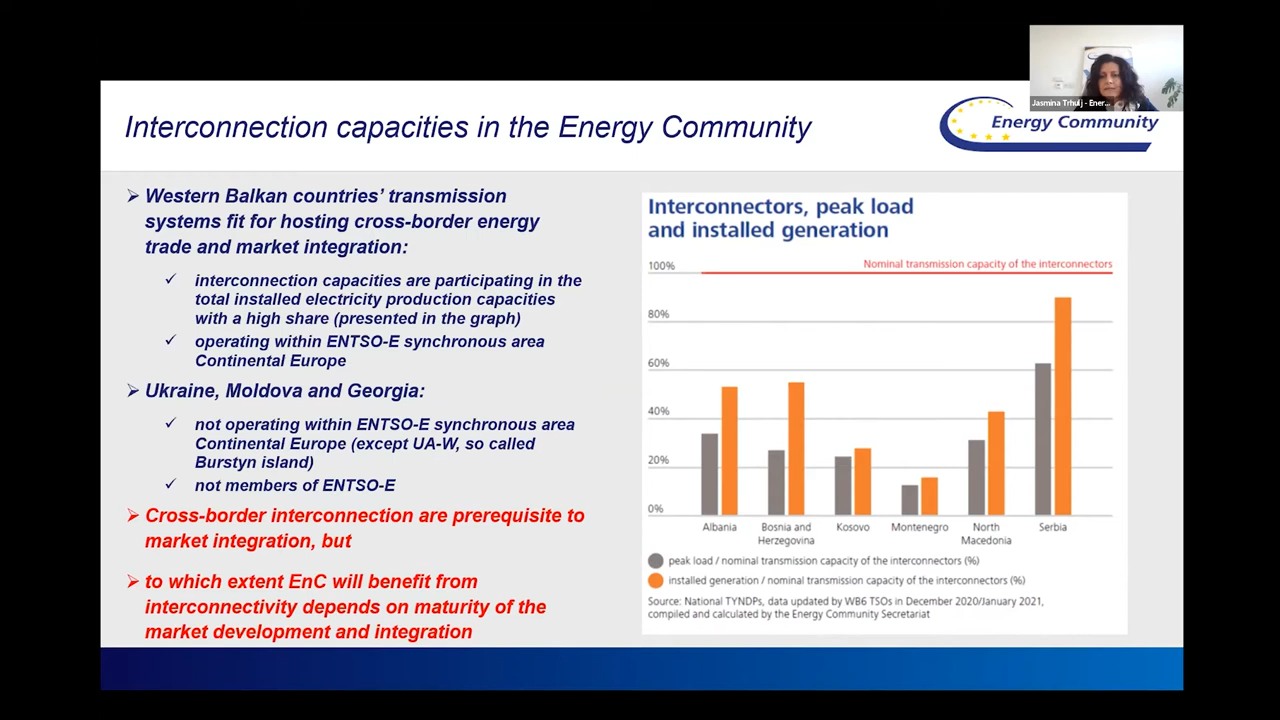 Jasmina Trhulj - Ener...
Interconnection capacities in the Energy Community
Energy Community
Western Balkan countries’ transmission
systems fit for hosting cross-border energy
trade and market integration:
interconnection capacities are participating in the
total installed electricity production capacities
with a high share (presented in the graph)
operating within ENTSO-E synchronous area
Continental Europe
Ukraine, Moldova and Georgia:
not operating within ENTSO-E synchronous area
Continental Europe (except UA-W, so called
Burstyn island)
not members of ENTSO-E
Cross-border interconnection are prerequisite to
market integration, but
to which extent EnC will benefit from
interconnectivity depends on maturity of the
market development and integration
Interconnectors, peak load
and installed generation
100%
Nominal transmission capacity of the interconnectors
80%
60%
40%
20%
0%
Albania
Bosnia and
Herzegovina
Kosovo
Montenegro
North
Macedonia
Serbia
peak load / nominal transmission capacity of the interconnectors (%)
installed generation / nominal transmission capacity of the interconnectors (%)
Source: National TYNDPs, data updated by WB6 TSOs in December 2020/January 2021,
compiled and calculated by the Energy Community Secretariat